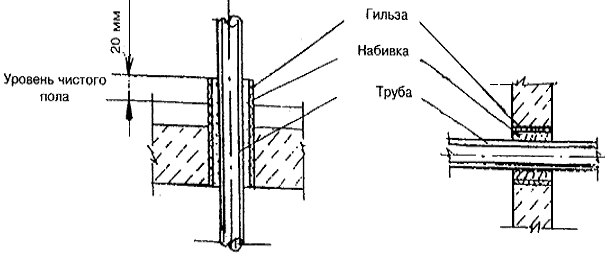 20 мм
Уровень чистого
пола
Гильза
Набивка
Труба